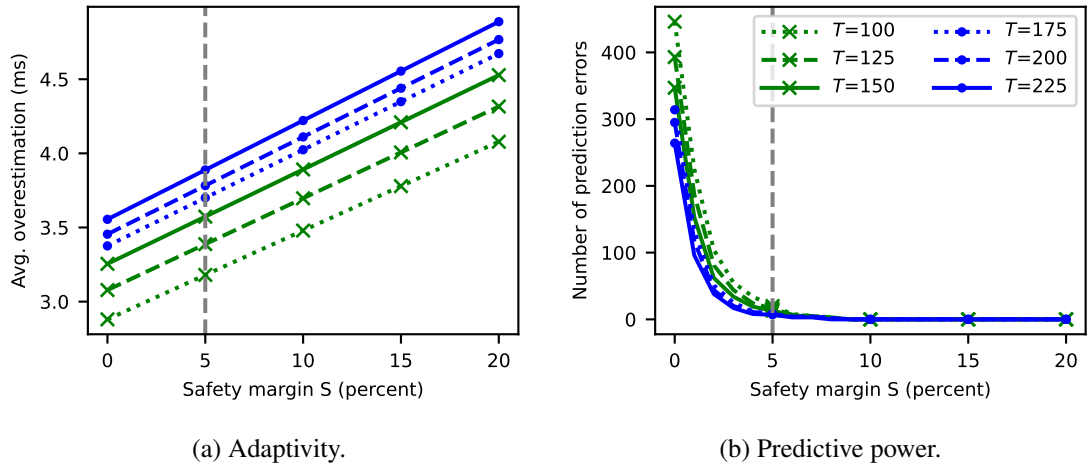 4.5
4.0
3.5
3.0
Avg. overestimation (ms)
0 5 10 15 20
Safety margin S (percent)
(a) Adaptivity.
400
300
200
100
0
Number of prediction errors
T=100 T=175
T=125 T=200
T=150 T=225
0 5 10 15 20
Safety margin S (percent)
(b) Predictive power.